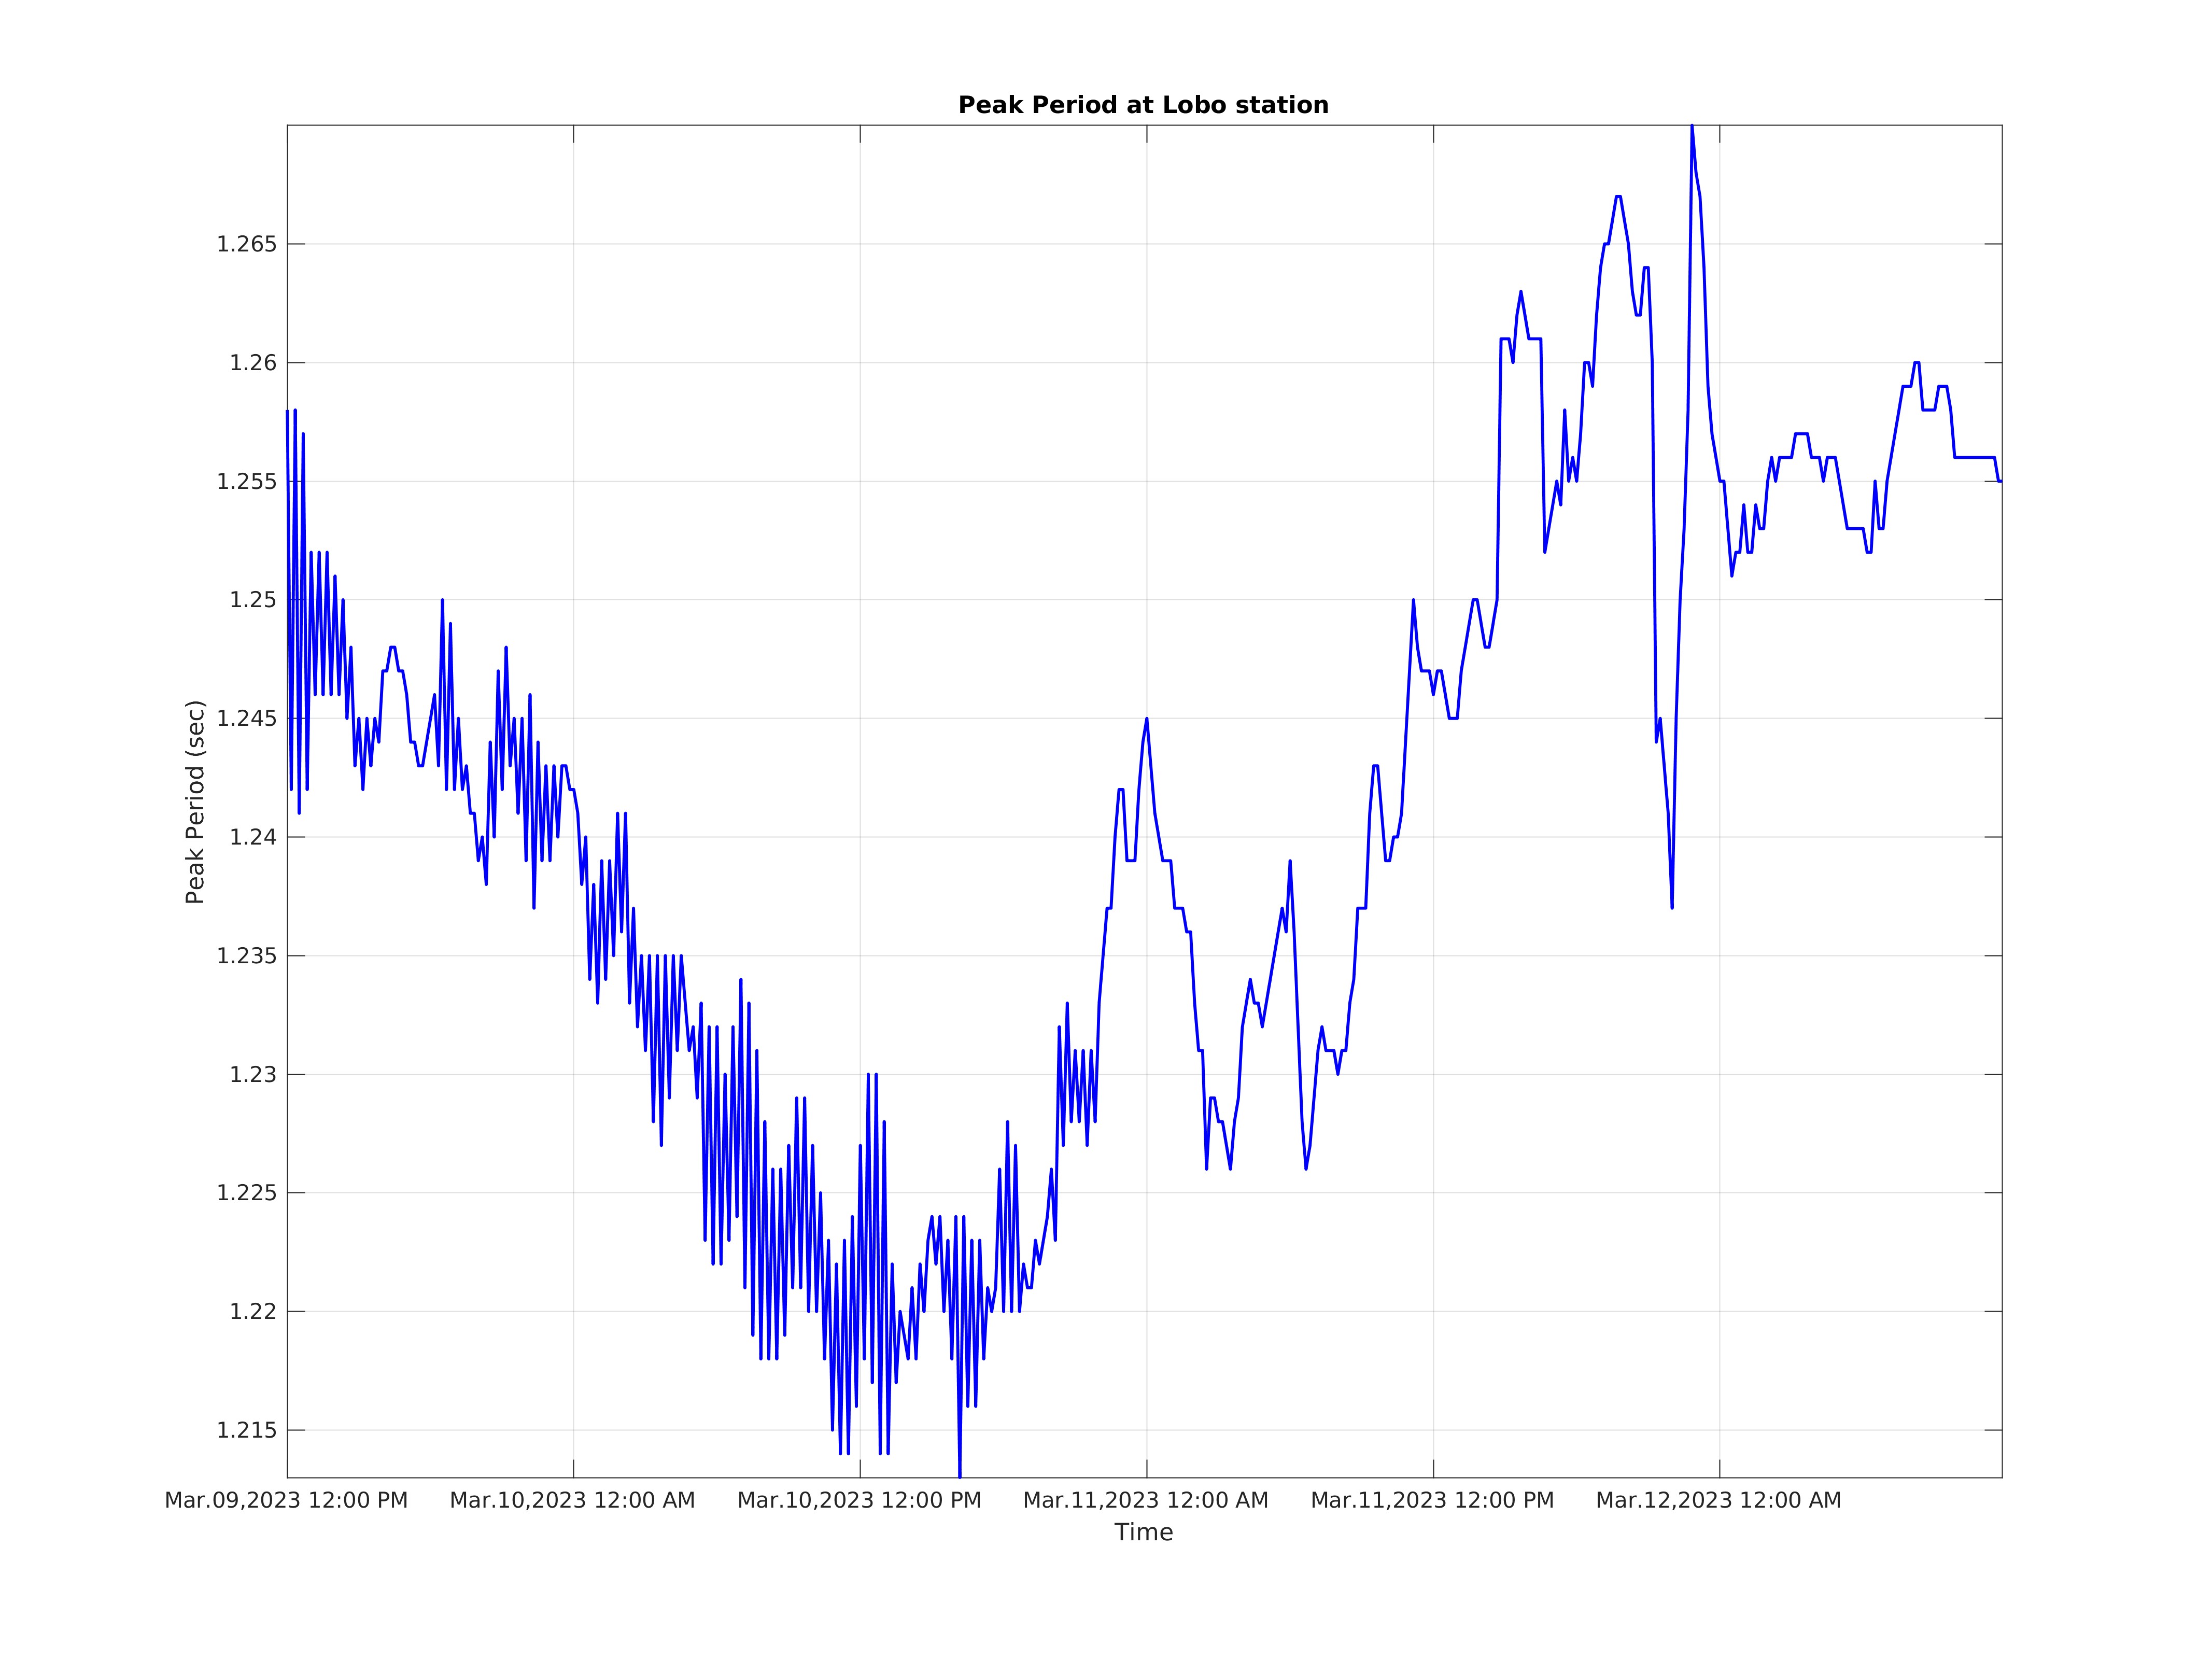 Peak Period at Lobo station
1.265
1.26
1.255
1.25
1.245
1.24
1.235
1.23
1.225
1.22
1.215
Peak Period (sec)
Mar.09,2023 12:00 PM Mar.10,2023 12:00 AM Mar.10,2023 12:00 PM Mar.11,2023 12:00 AM Mar.11,2023 12:00 PM Mar.12,2023 12:00 AM
Time